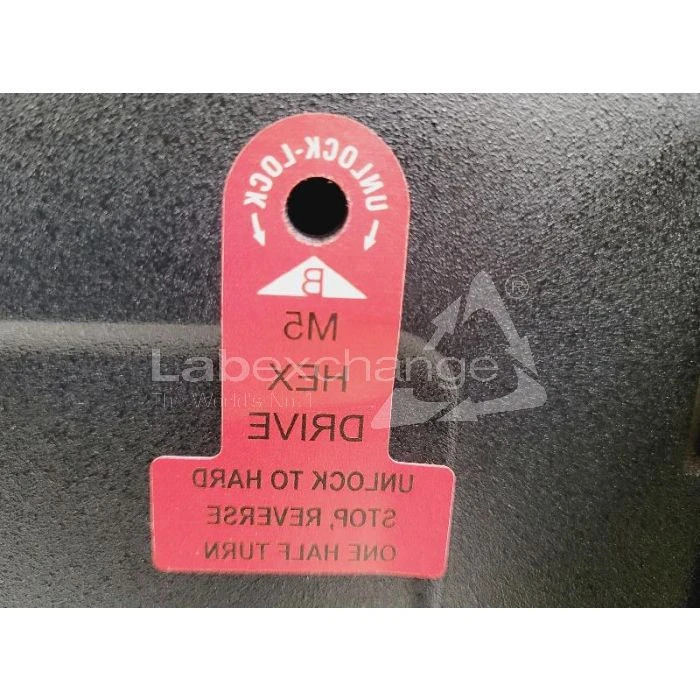 UNLOCK-LOCK
B
M5
HEX
DRIVE
UNLOCK TO HARD
STOP, REVERSE
ONE HALF TURN
Labexchange ®
The World's No. 1